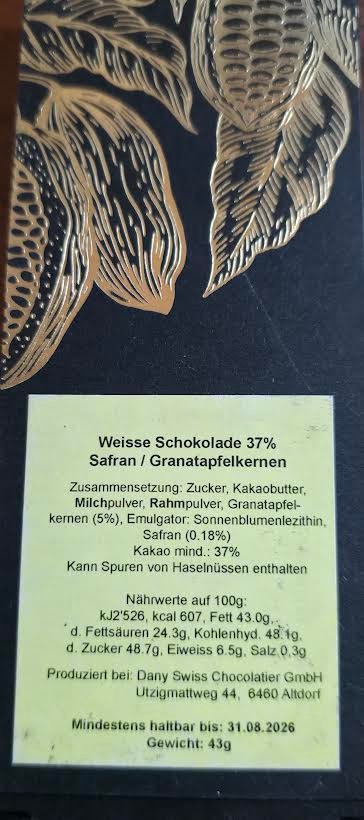 Weisse Schokolade 37%
Safran / Granatapfelkernen
Zusammensetzung: Zucker, Kakaobutter,
Milchpulver, Rahmpulver, Granatapfel-
kernen (5%), Emulgator: Sonnenblumenlezithin,
Safran (0.18%)
Kakao mind.: 37%
Kann Spuren von Haselnüssen enthalten
Nährwerte auf 100g:
kJ2'526, kcal 607, Fett 43.0g,
d. Fettsäuren 24.3g, Kohlenhyd. 48.1g,
d. Zucker 48.7g, Eiweiss 6.5g, Salz 0.3g
Produziert bei: Dany Swiss Chocolatier GmbH
Utzigmattweg 44, 6460 Altdorf
Mindestens haltbar bis: 31.08.2026
Gewicht: 43g